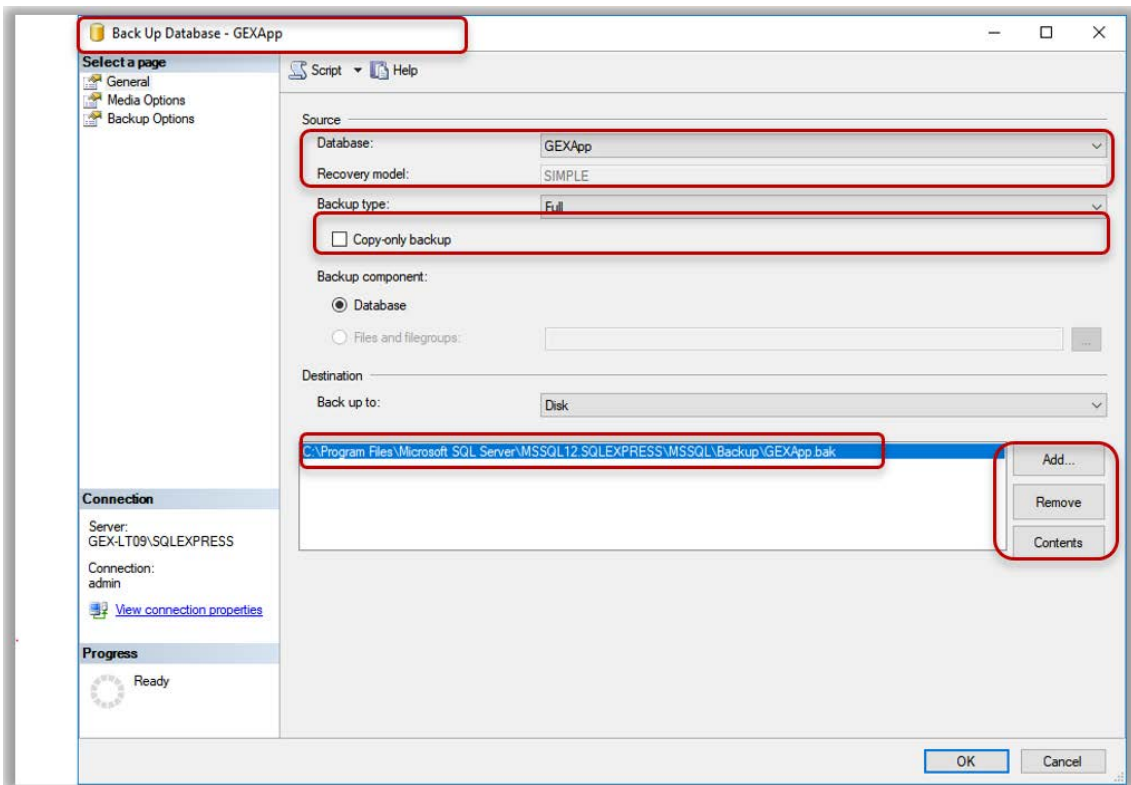 Back Up Database - GEXApp
Select a page
General
Media Options
Backup Options
Script Help
Source
Database: GEXApp
Recovery model: SIMPLE
Backup type: Full
Copy-only backup
Backup component:
Database
Files and filegroups: ...
Destination
Back up to: Disk
C:\Program Files\Microsoft SQL Server\MSSQL12.SQLEXPRESS\MSSQL\Backup\GEXApp.bak
Add...
Remove
Contents
Connection
Server:
GEX-LT09\SQLEXPRESS
Connection:
admin
View connection properties
Progress
Ready
OK Cancel